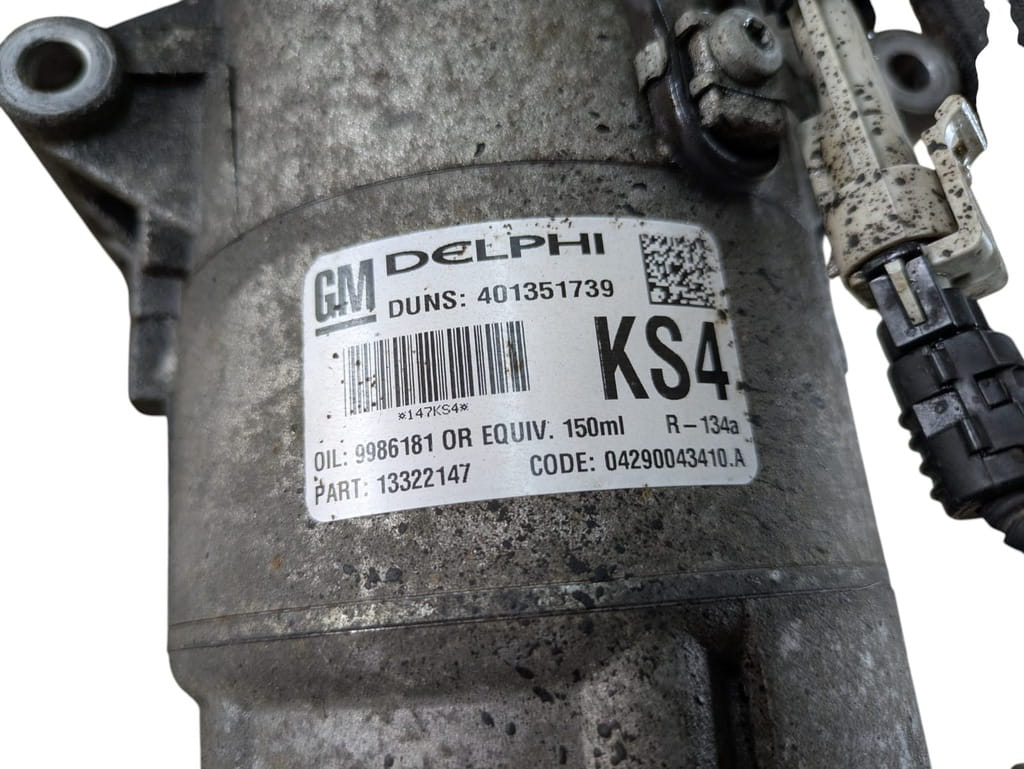 GM DELPHI
DUNS: 401351739
KS4
*147KS4*
OIL: 9986181 OR EQUIV. 150ml R-134a
PART: 13322147 CODE: 04290043410.A